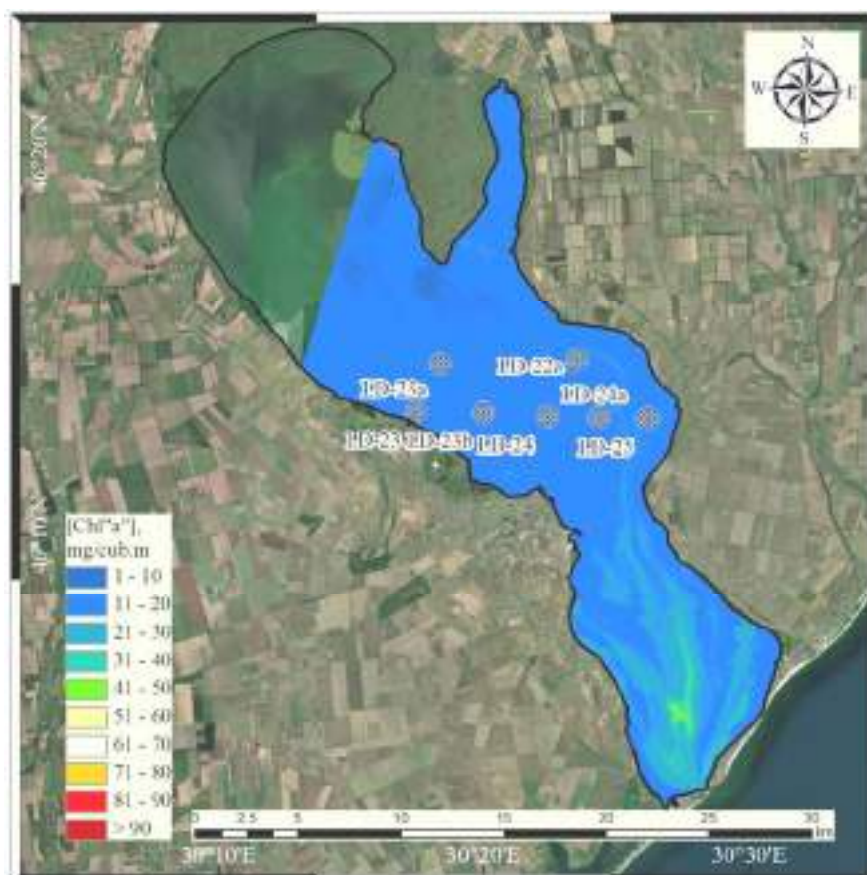 N
W E
S
46°20'N
LD-22a
LD-23a
LD-24a
LD-23 LD-23b LD-24 LD-25
[Chl"a"],
mg/cub.m
1 - 10
11 - 20
21 - 30
31 - 40
41 - 50
51 - 60
61 - 70
71 - 80
81 - 90
> 90
0 2.5 5 10 15 20 25 30
km
30°10'E 30°20'E 30°30'E